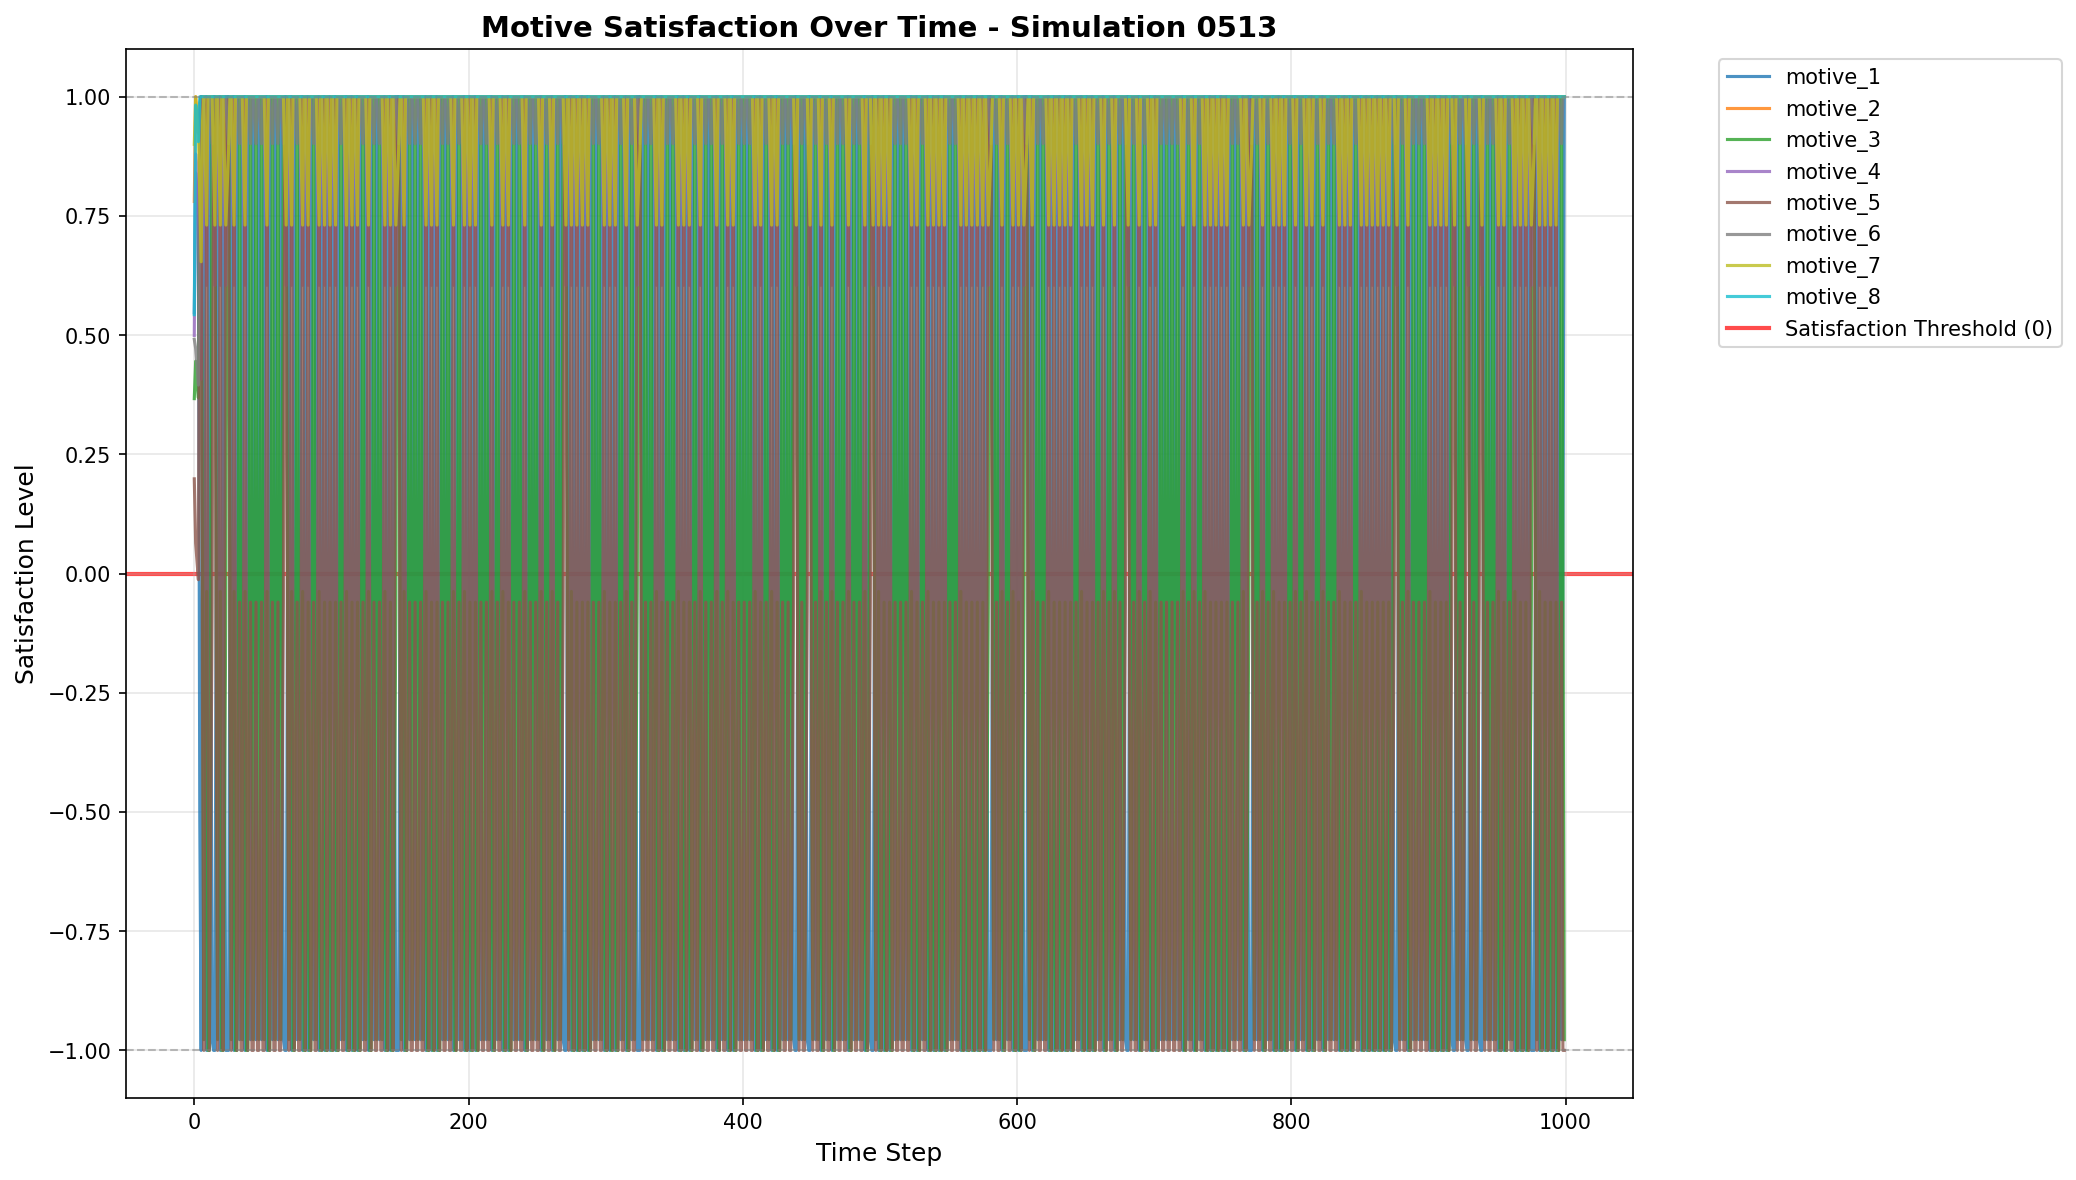 Motive Satisfaction Over Time - Simulation 0513
1.00
0.75
0.50
0.25
0.00
−0.25
−0.50
−0.75
−1.00
Satisfaction Level
0
200
400
600
800
1000
Time Step
motive_1
motive_2
motive_3
motive_4
motive_5
motive_6
motive_7
motive_8
Satisfaction Threshold (0)